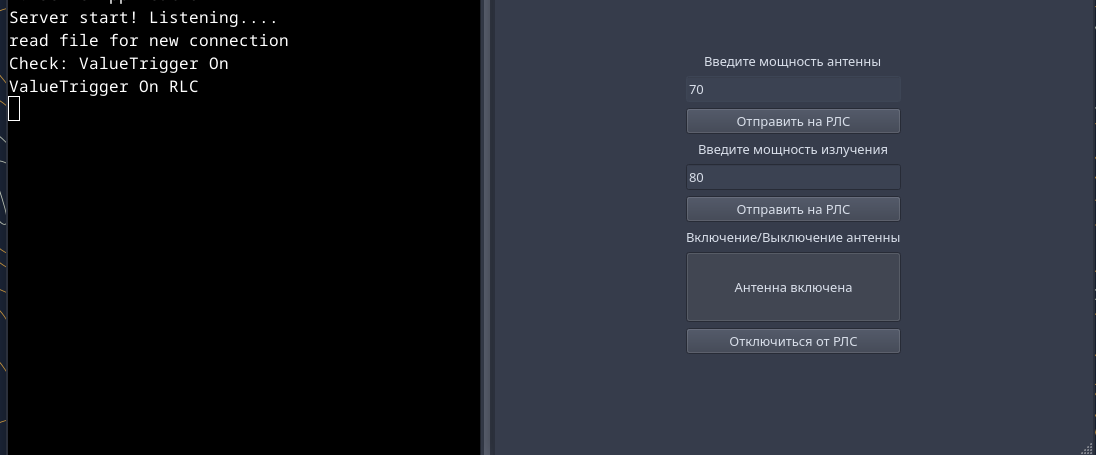 Server start! Listening....
read file for new connection
Check: ValueTrigger On
ValueTrigger On RLC
Введите мощность антенны
70
Отправить на РЛС
Введите мощность излучения
80
Отправить на РЛС
Включение/Выключение антенны
Антенна включена
Отключиться от РЛС